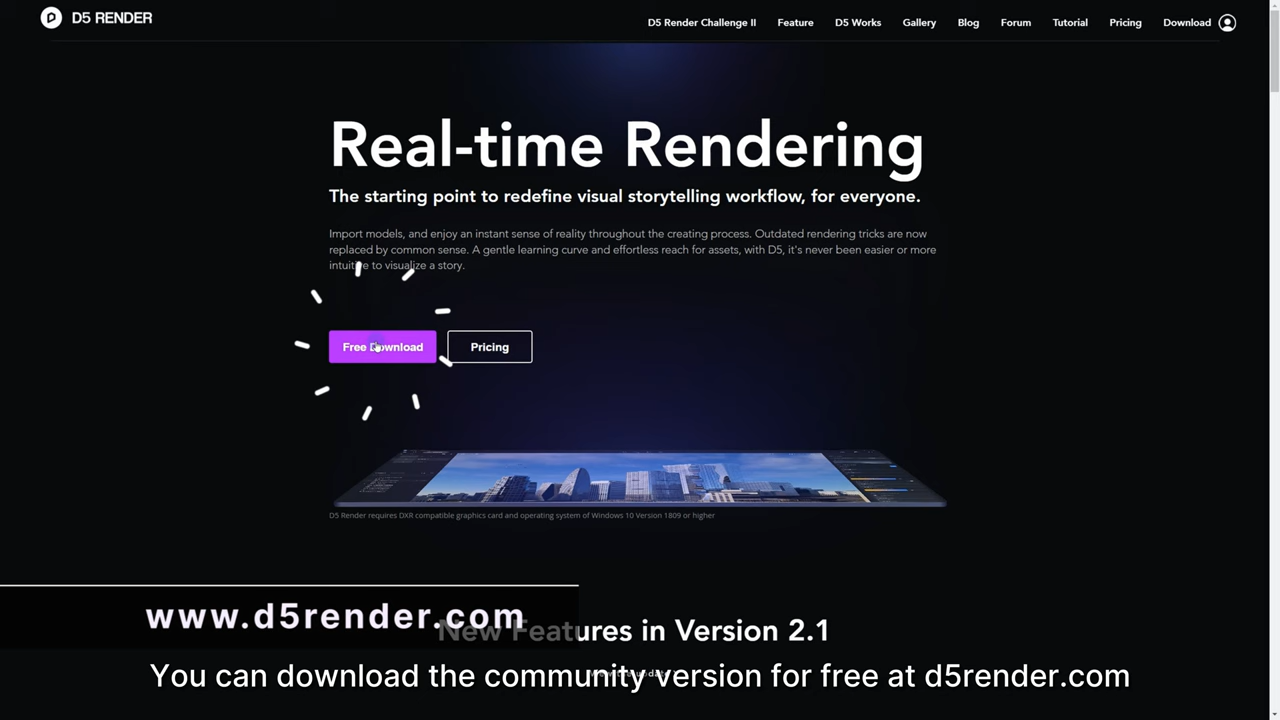 D5 RENDER
D5 Render Challenge II
Feature
D5 Works
Gallery
Blog
Forum
Tutorial
Pricing
Download
Real-time Rendering
The starting point to redefine visual storytelling workflow, for everyone.
Import models, and enjoy an instant sense of reality throughout the creating process. Outdated rendering tricks are now
replaced by common sense. A gentle learning curve and effortless reach for assets, with D5, it's never been easier or more
intuitive to visualize a story.
Free Download
Pricing
D5 Render requires DXR compatible graphics card and operating system of Windows 10 Version 1809 or higher
www.d5render.com
New Features in Version 2.1
You can download the community version for free at d5render.com